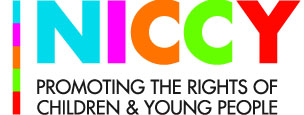 NICCY
PROMOTING THE RIGHTS OF
CHILDREN & YOUNG PEOPLE